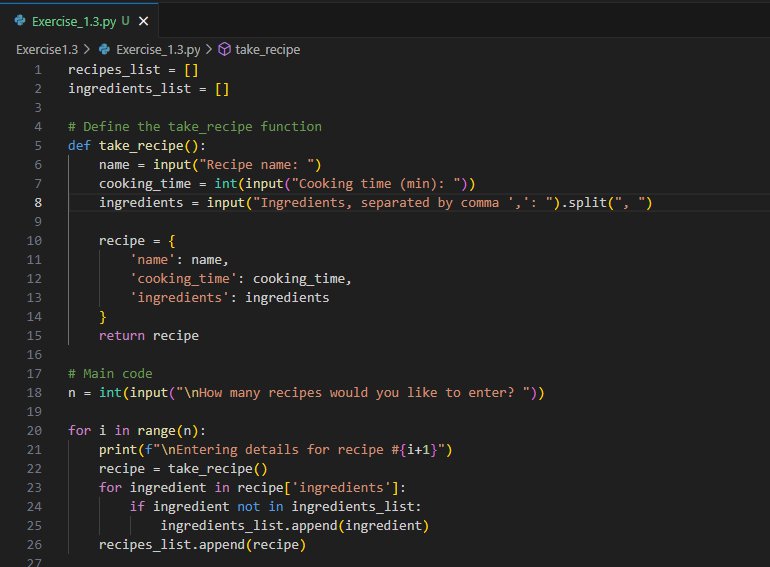 Exercise_1.3.py U ×
Exercise1.3 > Exercise_1.3.py > take_recipe
1 recipes_list = []
2 ingredients_list = []
3
4 # Define the take_recipe function
5 def take_recipe():
6     name = input("Recipe name: ")
7     cooking_time = int(input("Cooking time (min): "))
8     ingredients = input("Ingredients, separated by comma ',': ").split(", ")
9
10     recipe = {
11         'name': name,
12         'cooking_time': cooking_time,
13         'ingredients': ingredients
14     }
15     return recipe
16
17 # Main code
18 n = int(input("\nHow many recipes would you like to enter? "))
19
20 for i in range(n):
21     print(f"\nEntering details for recipe #{i+1}")
22     recipe = take_recipe()
23     for ingredient in recipe['ingredients']:
24         if ingredient not in ingredients_list:
25             ingredients_list.append(ingredient)
26     recipes_list.append(recipe)
27